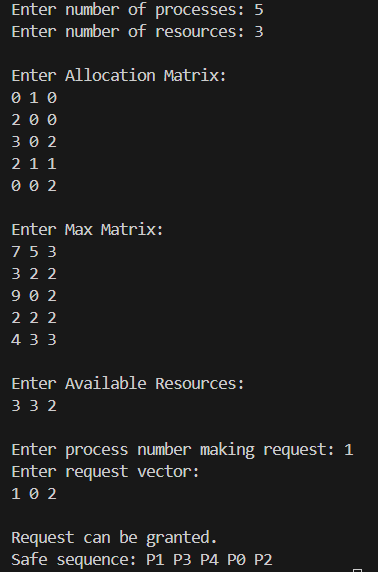 Enter number of processes: 5
Enter number of resources: 3
Enter Allocation Matrix:
0 1 0
2 0 0
3 0 2
2 1 1
0 0 2
Enter Max Matrix:
7 5 3
3 2 2
9 0 2
2 2 2
4 3 3
Enter Available Resources:
3 3 2
Enter process number making request: 1
Enter request vector:
1 0 2
Request can be granted.
Safe sequence: P1 P3 P4 P0 P2